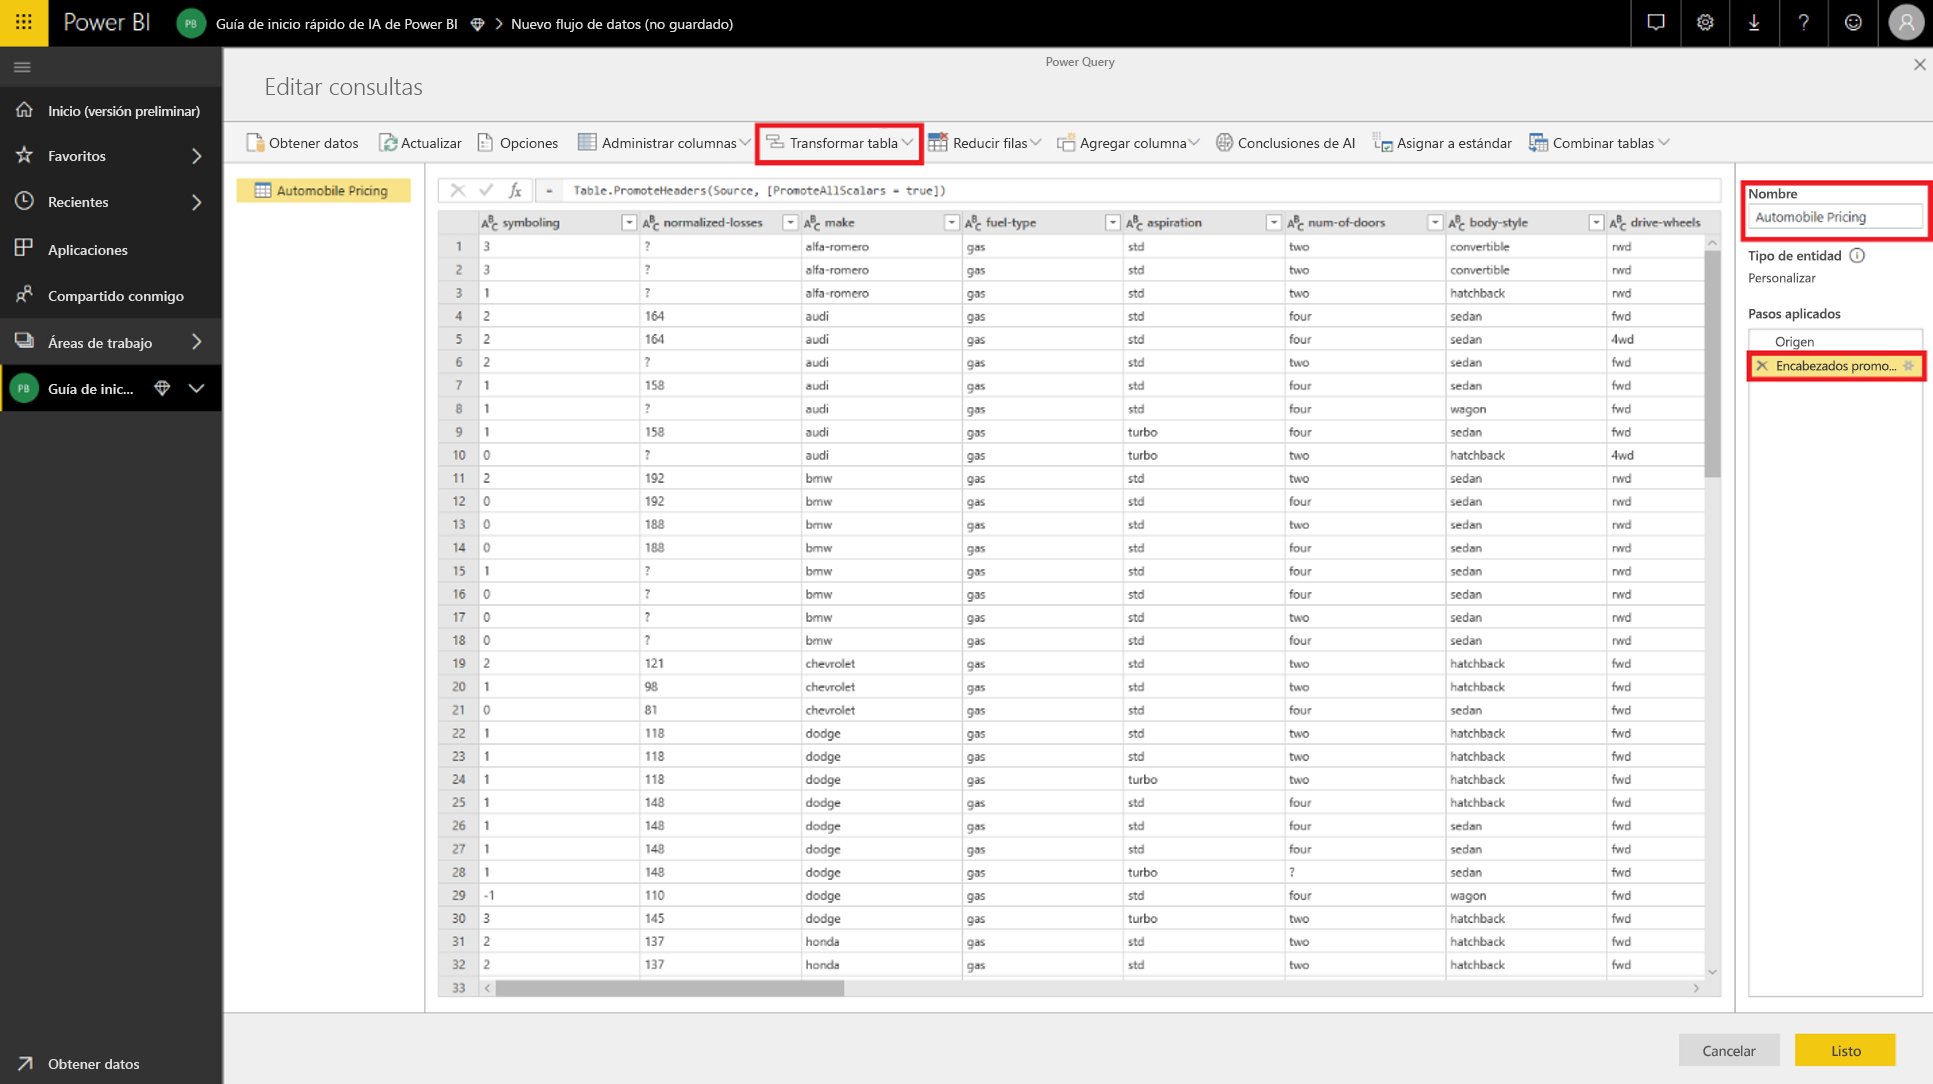 Power BI PB Guía de inicio rápido de IA de Power BI > Nuevo flujo de datos (no guardado)
Power Query
Editar consultas
Inicio (versión preliminar)
Favoritos
Recientes
Aplicaciones
Compartido conmigo
Áreas de trabajo
PB Guía de inic...
Obtener datos
Obtener datos Actualizar Opciones Administrar columnas Transformar tabla Reducir filas Agregar columna Conclusiones de AI Asignar a estándar Combinar tablas
Automobile Pricing
fx = Table.PromoteHeaders(Source, [PromoteAllScalars = true])
symboling normalized-losses make fuel-type aspiration num-of-doors body-style drive-wheels
1 3 ? alfa-romero gas std two convertible rwd
2 3 ? alfa-romero gas std two convertible rwd
3 1 ? alfa-romero gas std two hatchback rwd
4 2 164 audi gas std four sedan fwd
5 2 164 audi gas std four sedan 4wd
6 2 ? audi gas std two sedan fwd
7 1 158 audi gas std four sedan fwd
8 1 ? audi gas std four wagon fwd
9 1 158 audi gas turbo four sedan fwd
10 0 ? audi gas turbo two hatchback 4wd
11 2 192 bmw gas std two sedan rwd
12 0 192 bmw gas std four sedan rwd
13 0 188 bmw gas std two sedan rwd
14 0 188 bmw gas std four sedan rwd
15 1 ? bmw gas std four sedan rwd
16 0 ? bmw gas std four sedan rwd
17 0 ? bmw gas std two sedan rwd
18 0 ? bmw gas std four sedan rwd
19 2 121 chevrolet gas std two hatchback fwd
20 1 98 chevrolet gas std two hatchback fwd
21 0 81 chevrolet gas std four sedan fwd
22 1 118 dodge gas std two hatchback fwd
23 1 118 dodge gas std two hatchback fwd
24 1 118 dodge gas turbo two hatchback fwd
25 1 148 dodge gas std four hatchback fwd
26 1 148 dodge gas std four sedan fwd
27 1 148 dodge gas std four sedan fwd
28 1 148 dodge gas turbo ? sedan fwd
29 -1 110 dodge gas std four wagon fwd
30 3 145 dodge gas turbo two hatchback fwd
31 2 137 honda gas std two hatchback fwd
32 2 137 honda gas std two hatchback fwd
33
Nombre
Automobile Pricing
Tipo de entidad
Personalizar
Pasos aplicados
Origen
Encabezados promo...
Cancelar Listo